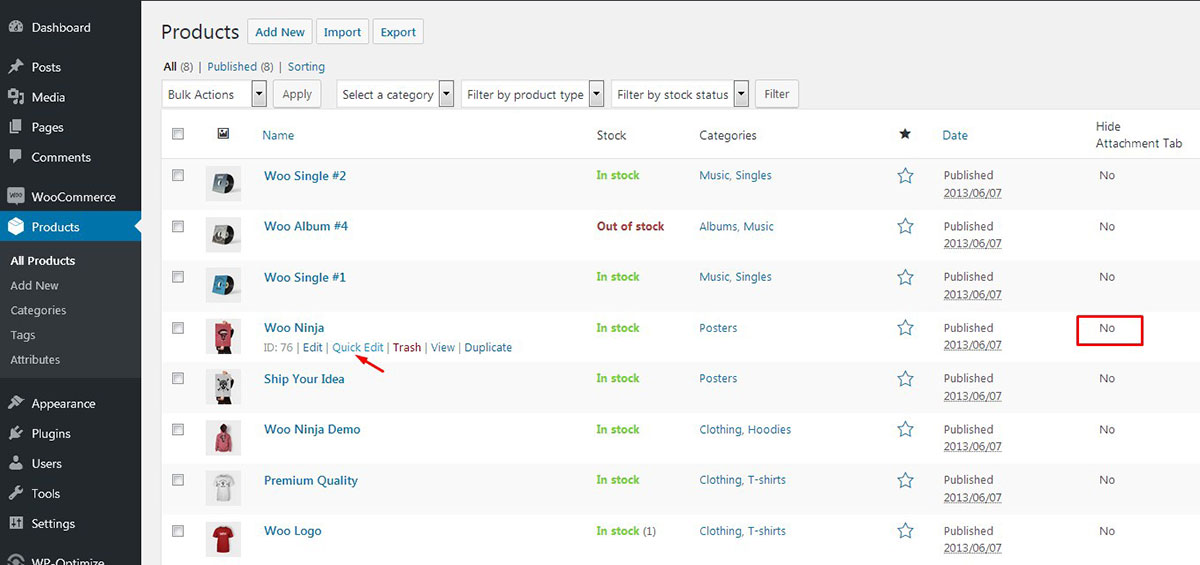 Dashboard
Posts
Media
Pages
Comments
WooCommerce
Products
All Products
Add New
Categories
Tags
Attributes
Appearance
Plugins
Users
Tools
Settings
WP-Optimize
Products Add New Import Export
All (8) | Published (8) | Sorting
Bulk Actions Apply Select a category Filter by product type Filter by stock status Filter
Name Stock Categories Date Hide
Attachment Tab
Woo Single #2 In stock Music, Singles Published No
2013/06/07
Woo Album #4 Out of stock Albums, Music Published No
2013/06/07
Woo Single #1 In stock Music, Singles Published No
2013/06/07
Woo Ninja In stock Posters Published No
ID: 76 | Edit | Quick Edit | Trash | View | Duplicate 2013/06/07
Ship Your Idea In stock Posters Published No
2013/06/07
Woo Ninja Demo In stock Clothing, Hoodies Published No
2013/06/07
Premium Quality In stock Clothing, T-shirts Published No
2013/06/07
Woo Logo In stock (1) Clothing, T-shirts Published No
2013/06/07